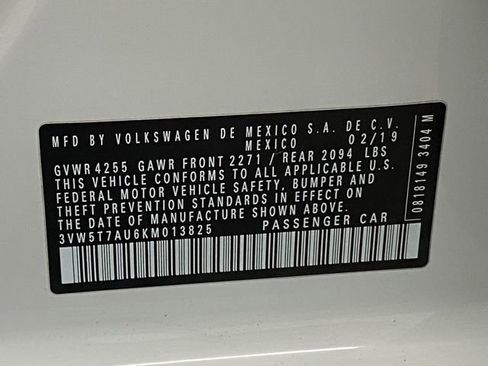 MFD BY VOLKSWAGEN DE MEXICO S.A. DE C.V.
MEXICO 02/19
GVWR 4255 GAWR FRONT 2271 / REAR 2094 LBS
THIS VEHICLE CONFORMS TO ALL APPLICABLE
FEDERAL MOTOR VEHICLE SAFETY, BUMPER AND
THEFT PREVENTION STANDARDS IN EFFECT ON
THE DATE OF MANUFACTURE SHOWN ABOVE.
3VW5T7AU6KM013825 PASSENGER CAR
0818149 3404 M